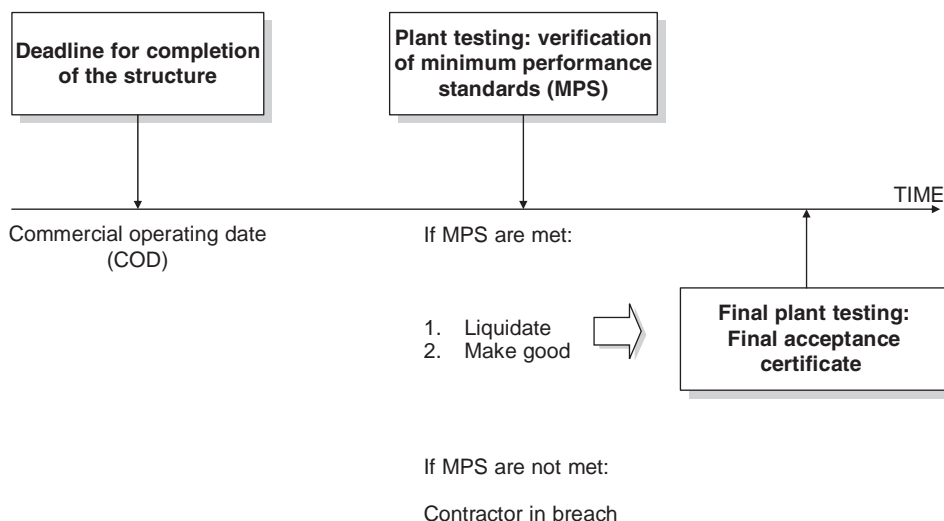 Deadline for completion
of the structure
Plant testing: verification
of minimum performance
standards (MPS)
TIME
Commercial operating date
(COD)
If MPS are met:
1. Liquidate
2. Make good
Final plant testing:
Final acceptance
certificate
If MPS are not met:
Contractor in breach